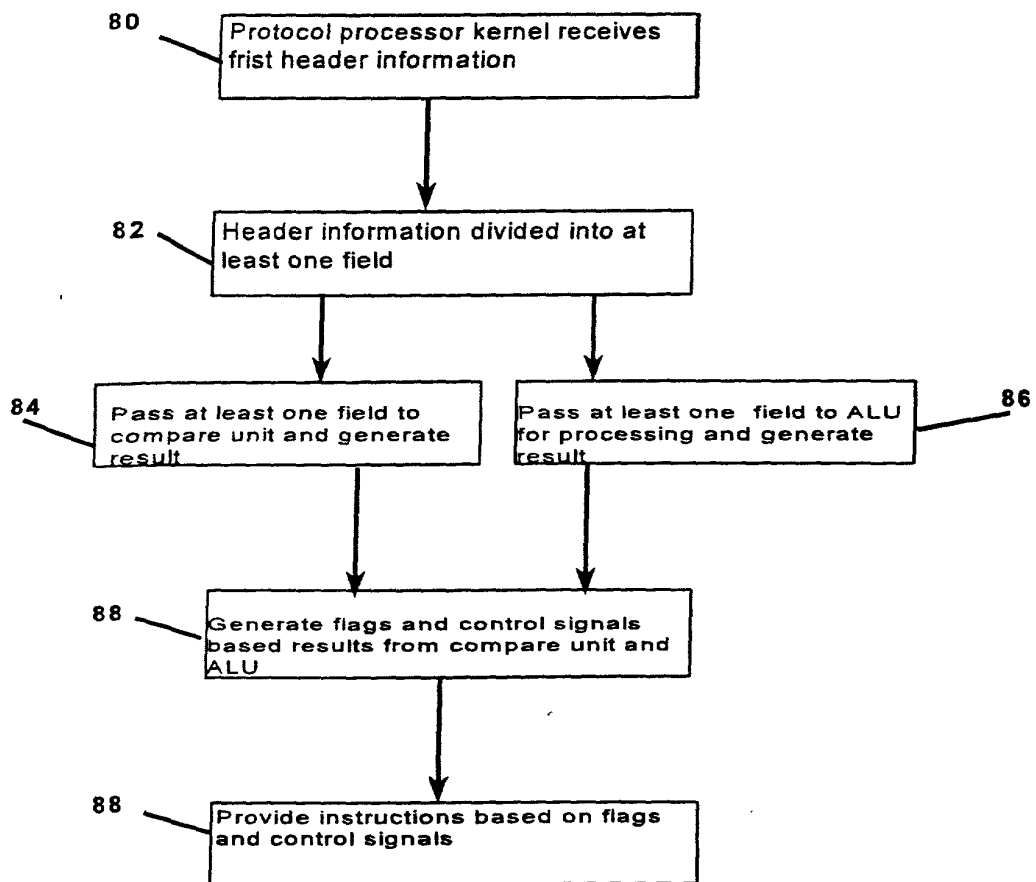 80
Protocol processor kernel receives
frist header information
82
Header information divided into at
least one field
84
Pass at least one field to
compare unit and generate
result
Pass at least one field to ALU
for processing and generate
result
86
88
Generate flags and control signals
based results from compare unit and
ALU
88
Provide instructions based on flags
and control signals